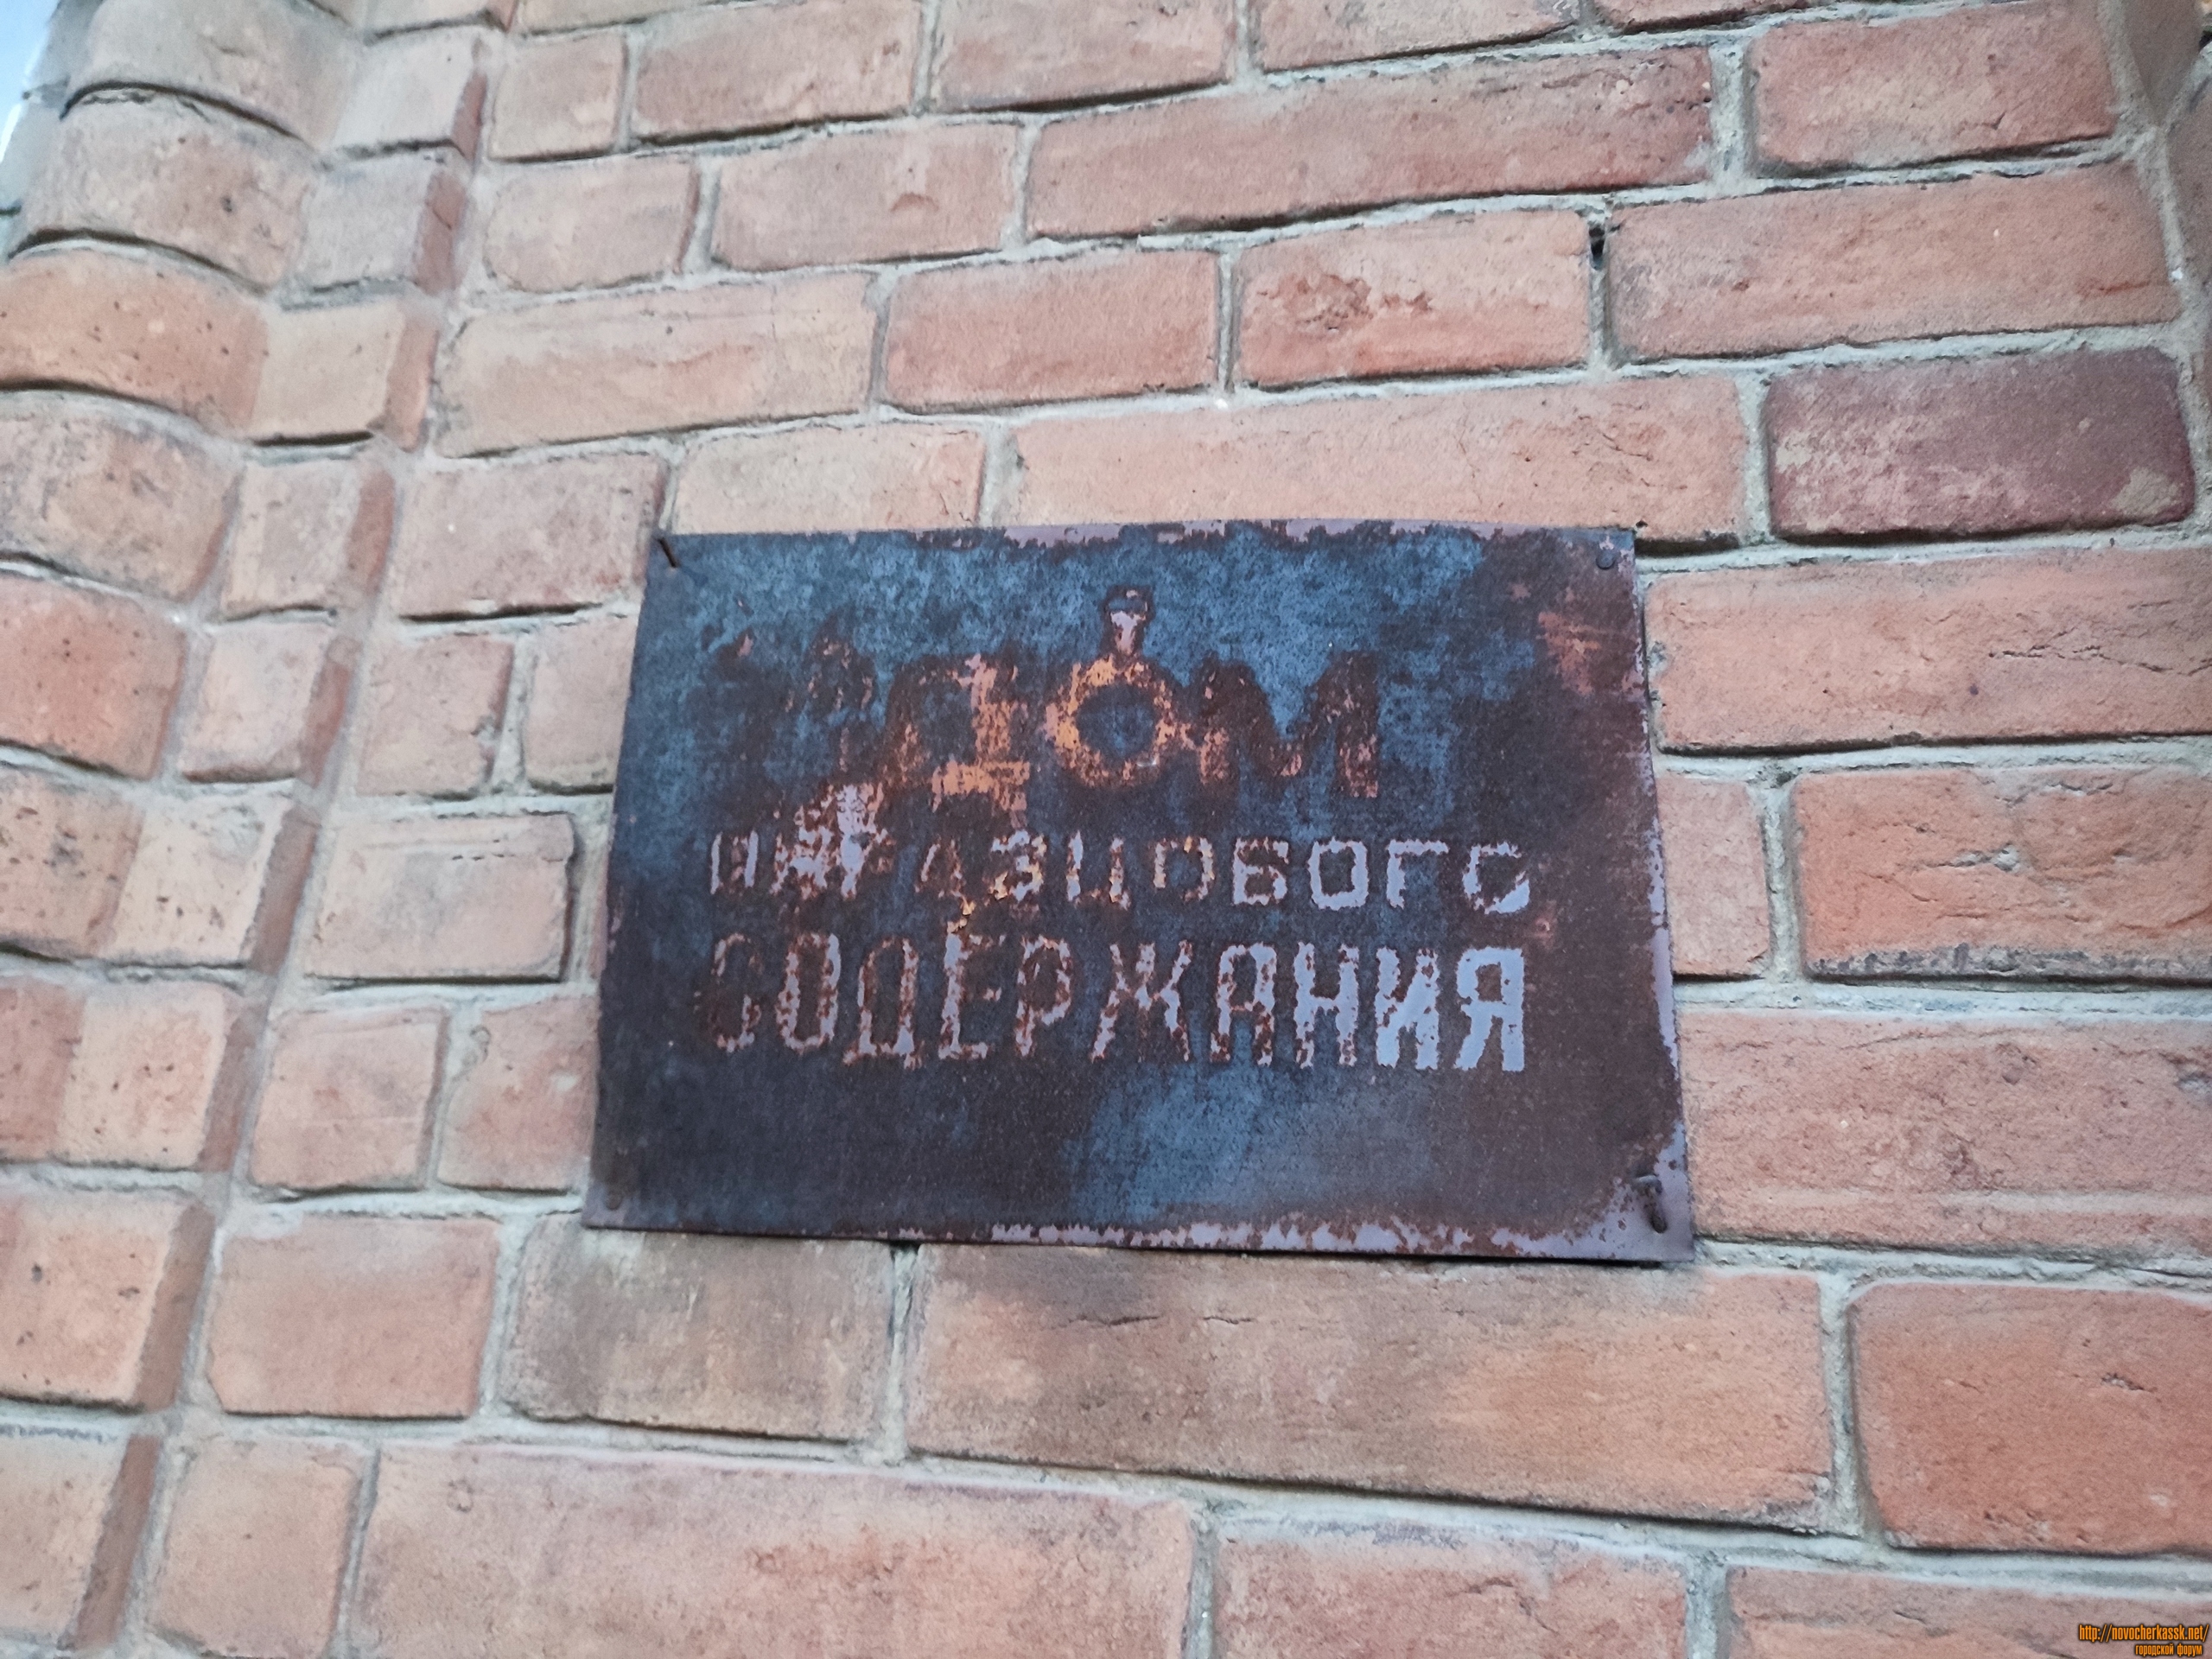 ДОМ
ОБРАЗЦОВОГО
СОДЕРЖАНИЯ
http://novocherkassk.net/
городской форум